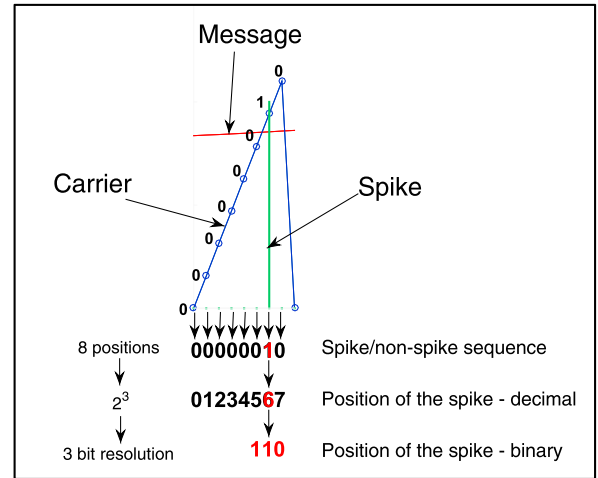 Message
0
1
0
0
Carrier
Spike
0
0
0
0
8 positions
00000010
Spike/non-spike sequence
2³
01234567
Position of the spike - decimal
3 bit resolution
110
Position of the spike - binary